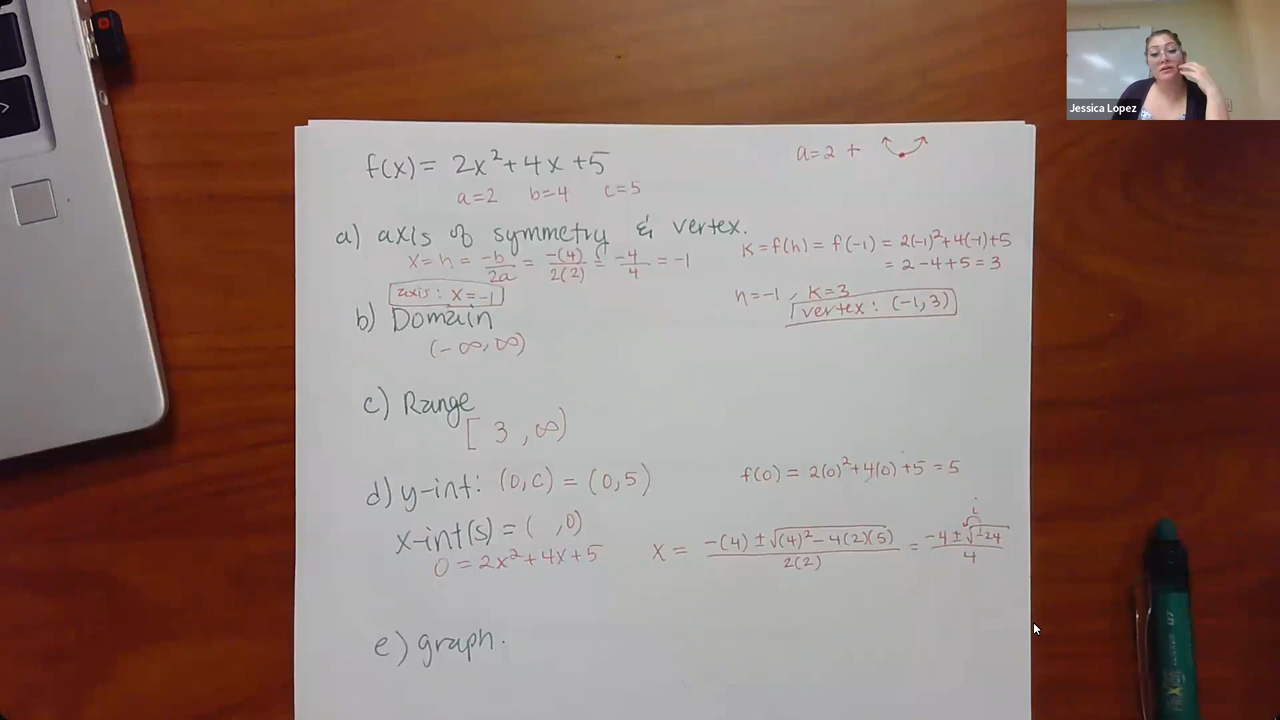 Jessica Lopez
f(x) = 2x² + 4x + 5
a=2 b=4 c=5
a=2 +
a) axis of symmetry & vertex.
x = h = -b/2a = -(4)/2(2) = -4/4 = -1
axis: x = -1
K = f(h) = f(-1) = 2(-1)² + 4(-1) + 5
= 2 - 4 + 5 = 3
h = -1 , K = 3
vertex: (-1, 3)
b) Domain
(-∞, ∞)
c) Range
[ 3 , ∞)
d) y-int: (0, c) = (0, 5)
f(0) = 2(0)² + 4(0) + 5 = 5
x-int(s) = ( , 0)
0 = 2x² + 4x + 5
i
x = -(4) ± √(4)² - 4(2)(5) / 2(2) = -4 ± √-24 / 4
e) graph.